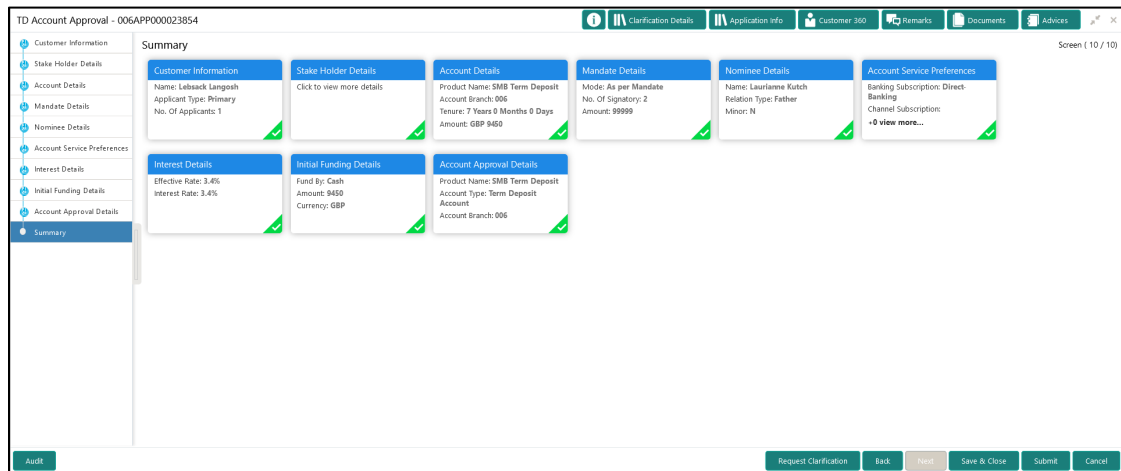 TD Account Approval - 006APP000023854
Clarification Details
Application Info
Customer 360
Remarks
Documents
Advices
Customer Information
Stake Holder Details
Account Details
Mandate Details
Nominee Details
Account Service Preferences
Interest Details
Initial Funding Details
Account Approval Details
Summary
Summary
Screen ( 10 / 10)
Customer Information
Name: Lebsack Langosh
Applicant Type: Primary
No. Of Applicants: 1
Stake Holder Details
Click to view more details
Account Details
Product Name: SMB Term Deposit
Account Branch: 006
Tenure: 7 Years 0 Months 0 Days
Amount: GBP 9450
Mandate Details
Mode: As per Mandate
No. Of Signatory: 2
Amount: 99999
Nominee Details
Name: Laurianne Kutch
Relation Type: Father
Minor: N
Account Service Preferences
Banking Subscription: Direct-
Banking
Channel Subscription:
+0 view more...
Interest Details
Effective Rate: 3.4%
Interest Rate: 3.4%
Initial Funding Details
Fund By: Cash
Amount: 9450
Currency: GBP
Account Approval Details
Product Name: SMB Term Deposit
Account Type: Term Deposit
Account
Account Branch: 006
Audit
Request Clarification
Back
Next
Save & Close
Submit
Cancel